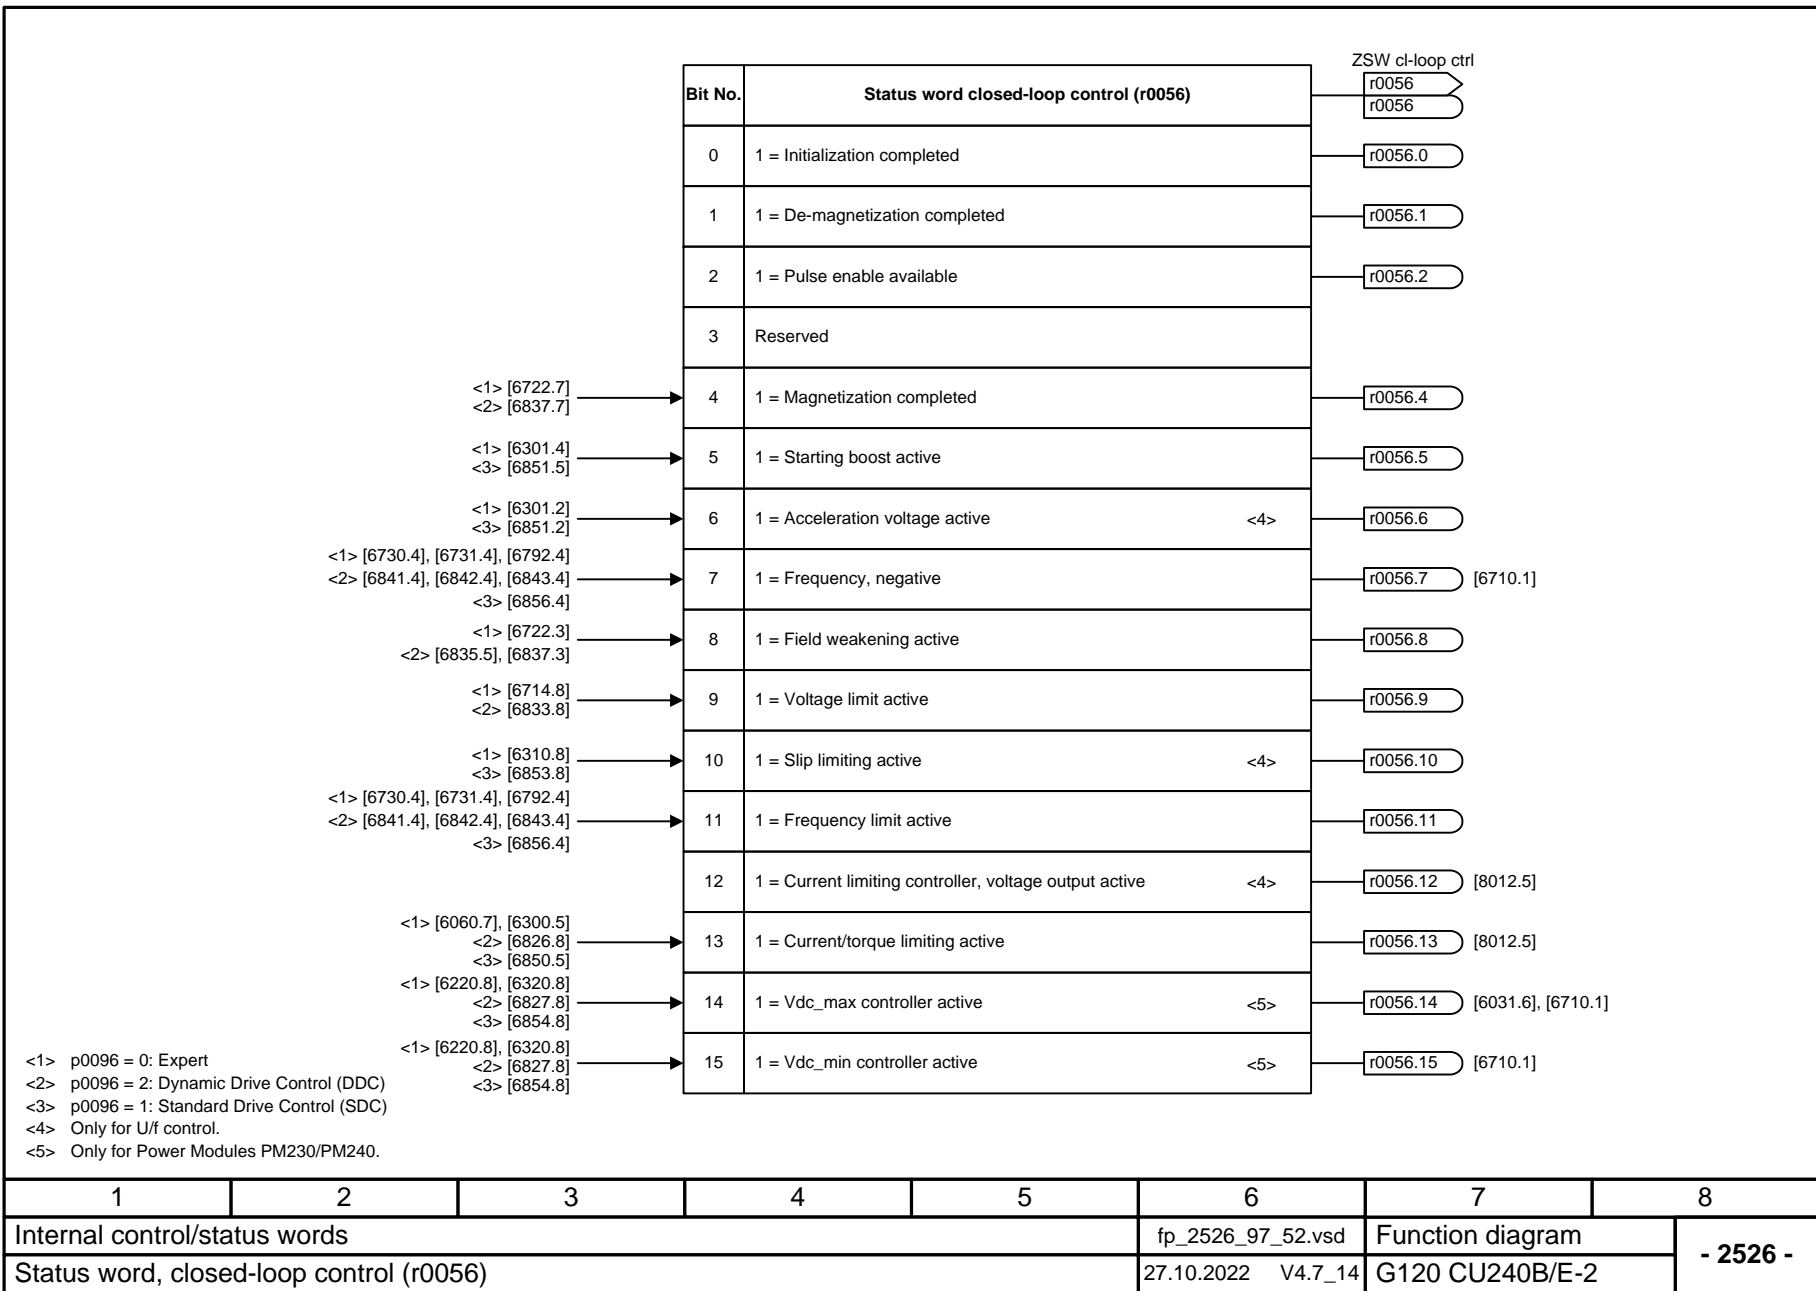 ZSW cl-loop ctrl
Bit No. Status word closed-loop control (r0056) r0056
r0056
0 1 = Initialization completed r0056.0
1 1 = De-magnetization completed r0056.1
2 1 = Pulse enable available r0056.2
3 Reserved
<1> [6722.7]
<2> [6837.7]
4 1 = Magnetization completed r0056.4
<1> [6301.4]
<3> [6851.5]
5 1 = Starting boost active r0056.5
<1> [6301.2]
<3> [6851.2]
6 1 = Acceleration voltage active <4> r0056.6
<1> [6730.4], [6731.4], [6792.4]
<2> [6841.4], [6842.4], [6843.4]
<3> [6856.4]
7 1 = Frequency, negative r0056.7 [6710.1]
<1> [6722.3]
<2> [6835.5], [6837.3]
8 1 = Field weakening active r0056.8
<1> [6714.8]
<2> [6833.8]
9 1 = Voltage limit active r0056.9
<1> [6310.8]
<3> [6853.8]
10 1 = Slip limiting active <4> r0056.10
<1> [6730.4], [6731.4], [6792.4]
<2> [6841.4], [6842.4], [6843.4]
<3> [6856.4]
11 1 = Frequency limit active r0056.11
12 1 = Current limiting controller, voltage output active <4> r0056.12 [8012.5]
<1> [6060.7], [6300.5]
<2> [6826.8]
<3> [6850.5]
13 1 = Current/torque limiting active r0056.13 [8012.5]
<1> [6220.8], [6320.8]
<2> [6827.8]
<3> [6854.8]
14 1 = Vdc_max controller active <5> r0056.14 [6031.6], [6710.1]
<1> [6220.8], [6320.8]
<2> [6827.8]
<3> [6854.8]
15 1 = Vdc_min controller active <5> r0056.15 [6710.1]
<1> p0096 = 0: Expert
<2> p0096 = 2: Dynamic Drive Control (DDC)
<3> p0096 = 1: Standard Drive Control (SDC)
<4> Only for U/f control.
<5> Only for Power Modules PM230/PM240.
1 2 3 4 5 6 7 8
Internal control/status words fp_2526_97_52.vsd Function diagram - 2526 -
Status word, closed-loop control (r0056) 27.10.2022 V4.7_14 G120 CU240B/E-2